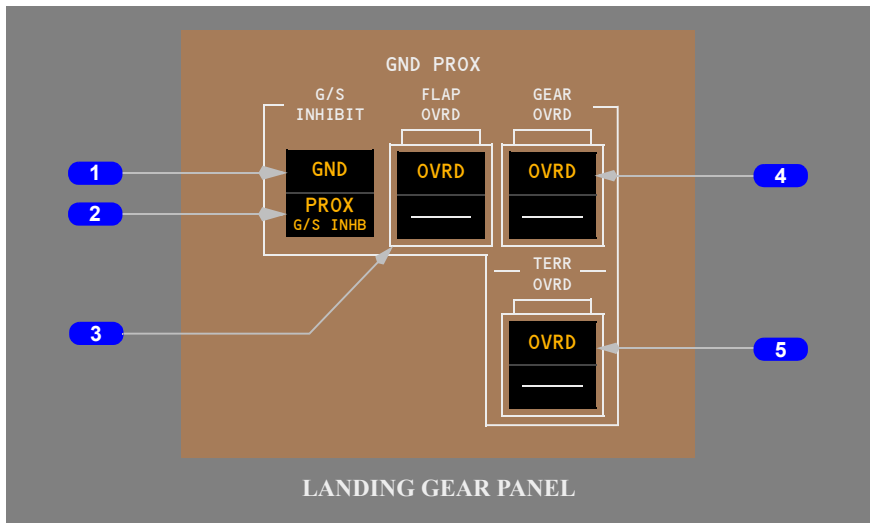 GND PROX
G/S
INHIBIT
FLAP
OVRD
GEAR
OVRD
GND
PROX
G/S INHB
OVRD
OVRD
TERR
OVRD
OVRD
1
2
3
4
5
LANDING GEAR PANEL